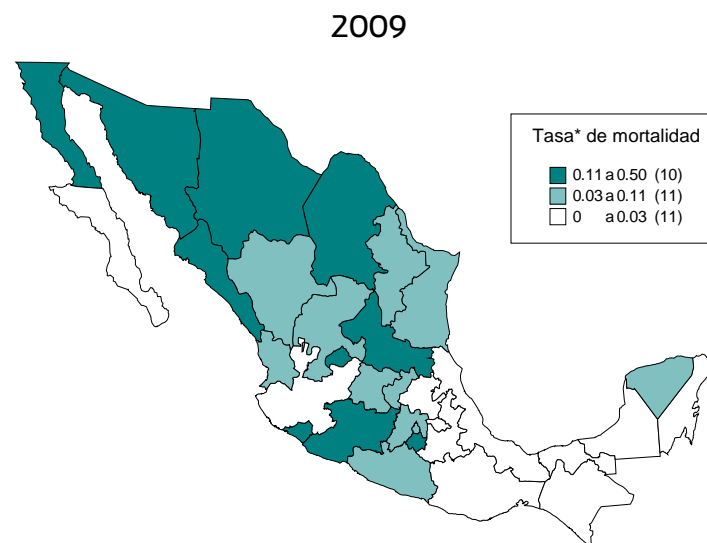 2009
Tasa* de mortalidad
0.11 a 0.50 (10)
0.03 a 0.11 (11)
0 a 0.03 (11)